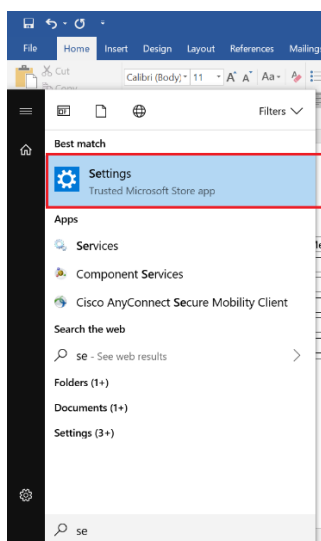 File Home Insert Design Layout References Mailings
Cut
Calibri (Body) 11 A A Aa
Copy
Filters
Best match
Settings
Trusted Microsoft Store app
Apps
Services
Component Services
Cisco AnyConnect Secure Mobility Client
Search the web
se - See web results
Folders (1+)
Documents (1+)
Settings (3+)
se